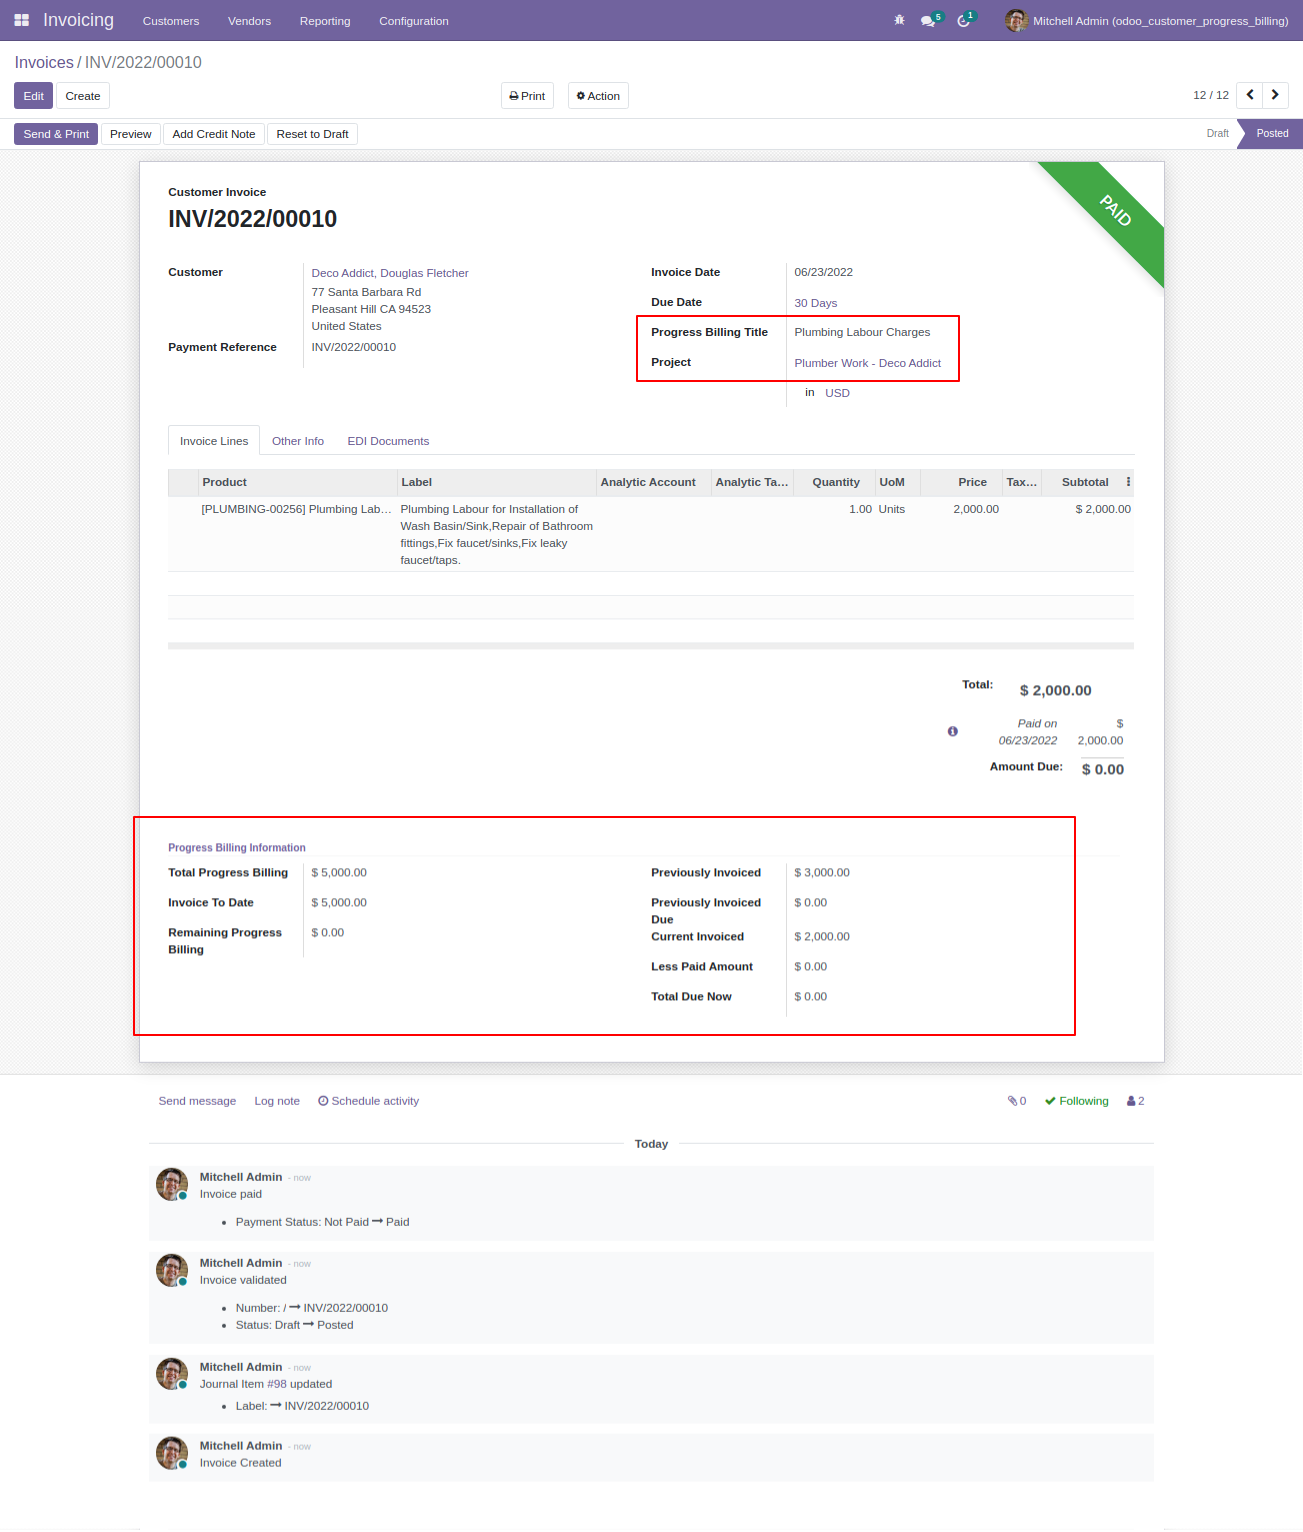 Invoicing Customers Vendors Reporting Configuration 5 1 Mitchell Admin (odoo_customer_progress_billing)
Invoices / INV/2022/00010
Edit Create Print Action 12 / 12
Send & Print Preview Add Credit Note Reset to Draft Draft Posted
PAID
Customer Invoice
INV/2022/00010
Customer Deco Addict, Douglas Fletcher
77 Santa Barbara Rd
Pleasant Hill CA 94523
United States
Payment Reference INV/2022/00010
Invoice Date 06/23/2022
Due Date 30 Days
Progress Billing Title Plumbing Labour Charges
Project Plumber Work - Deco Addict
in USD
Invoice Lines Other Info EDI Documents
Product Label Analytic Account Analytic Ta... Quantity UoM Price Tax... Subtotal
[PLUMBING-00256] Plumbing Lab... Plumbing Labour for Installation of 1.00 Units 2,000.00 $ 2,000.00
Wash Basin/Sink,Repair of Bathroom
fittings,Fix faucet/sinks,Fix leaky
faucet/taps.
Total: $ 2,000.00
Paid on $
06/23/2022 2,000.00
Amount Due: $ 0.00
Progress Billing Information
Total Progress Billing $ 5,000.00
Invoice To Date $ 5,000.00
Remaining Progress $ 0.00
Billing
Previously Invoiced $ 3,000.00
Previously Invoiced $ 0.00
Due
Current Invoiced $ 2,000.00
Less Paid Amount $ 0.00
Total Due Now $ 0.00
Send message Log note Schedule activity 0 Following 2
Today
Mitchell Admin - now
Invoice paid
• Payment Status: Not Paid → Paid
Mitchell Admin - now
Invoice validated
• Number: / → INV/2022/00010
• Status: Draft → Posted
Mitchell Admin - now
Journal Item #98 updated
• Label: → INV/2022/00010
Mitchell Admin - now
Invoice Created